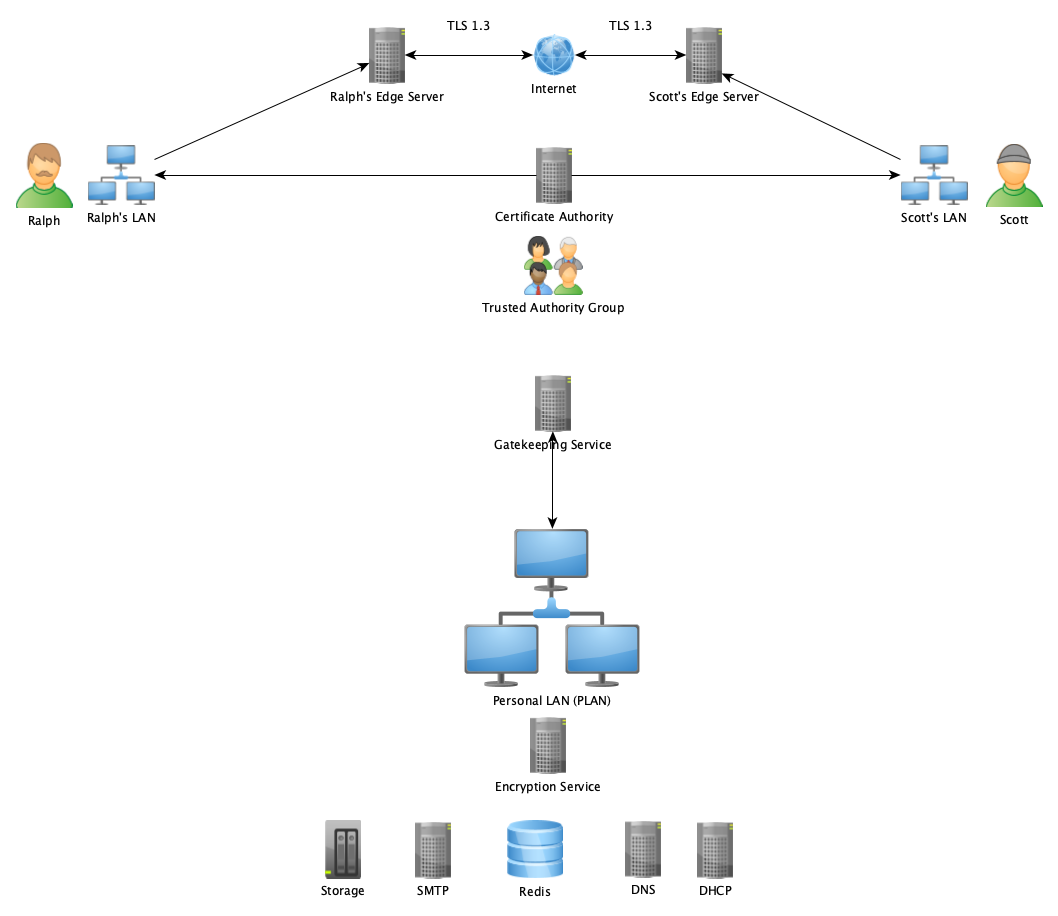 TLS 1.3
TLS 1.3
Internet
Ralph's Edge Server
Scott's Edge Server
Ralph
Ralph's LAN
Certificate Authority
Scott's LAN
Scott
Trusted Authority Group
Gatekeeping Service
Personal LAN (PLAN)
Encryption Service
Storage
SMTP
Redis
DNS
DHCP